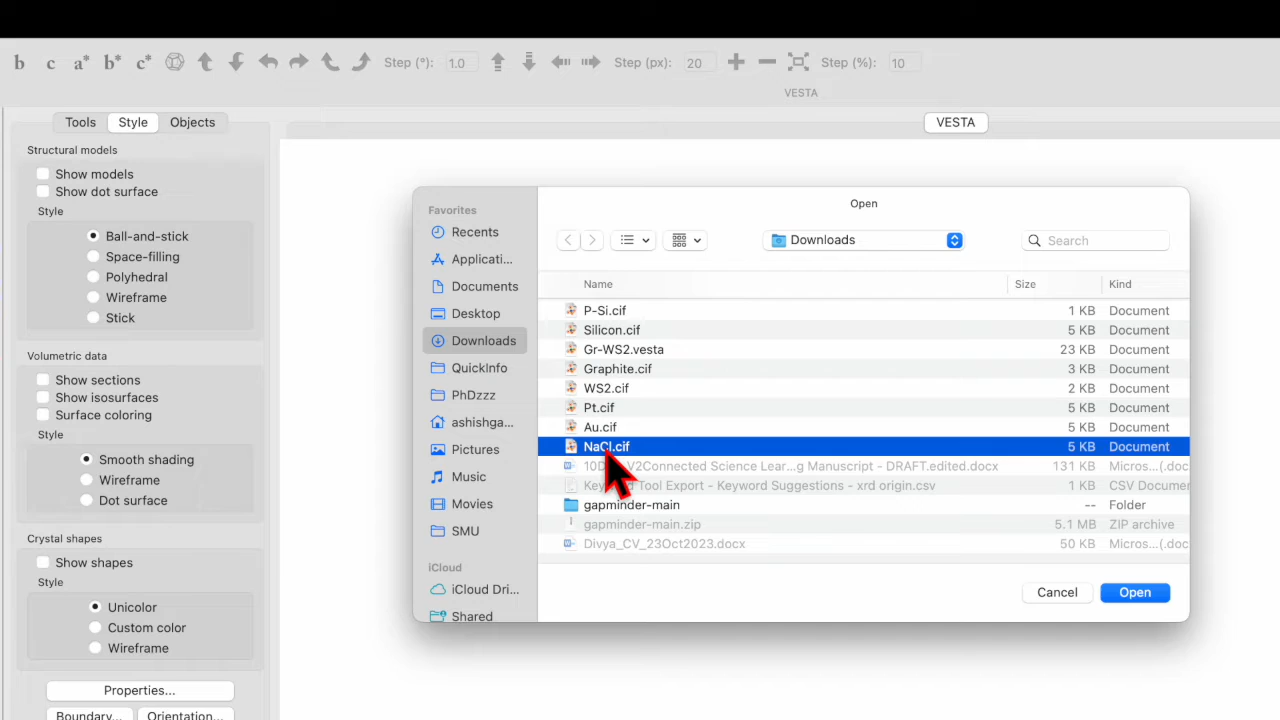 b c a* b* c* Step (°): 1.0 Step (px): 20 Step (%): 10
VESTA
Tools Style Objects
VESTA
Structural models
Show models
Show dot surface
Style
Ball-and-stick
Space-filling
Polyhedral
Wireframe
Stick
Volumetric data
Show sections
Show isosurfaces
Surface coloring
Style
Smooth shading
Wireframe
Dot surface
Crystal shapes
Show shapes
Style
Unicolor
Custom color
Wireframe
Properties...
Boundary... Orientation...
Open
Favorites
Recents
Applicati...
Documents
Desktop
Downloads
QuickInfo
PhDzzz
ashishga...
Pictures
Music
Movies
SMU
iCloud
iCloud Dri...
Shared
Downloads Search
Name Size Kind
P-Si.cif 1 KB Document
Silicon.cif 5 KB Document
Gr-WS2.vesta 23 KB Document
Graphite.cif 3 KB Document
WS2.cif 2 KB Document
Pt.cif 5 KB Document
Au.cif 5 KB Document
NaCl.cif 5 KB Document
V2Connected Science Lear...g Manuscript - DRAFT.edited.docx 131 KB Micros...(.doc
Tool Export - Keyword Suggestions - xrd origin.csv 1 KB CSV Documen
gapminder-main -- Folder
gapminder-main.zip 5.1 MB ZIP archive
Divya_CV_23Oct2023.docx 50 KB Micros...(.doc
Cancel Open